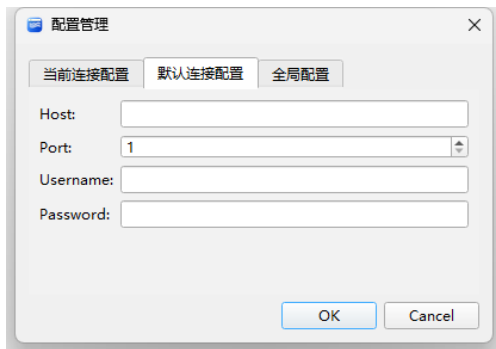 配置管理
当前连接配置 默认连接配置 全局配置
Host:
Port: 1
Username:
Password:
OK Cancel